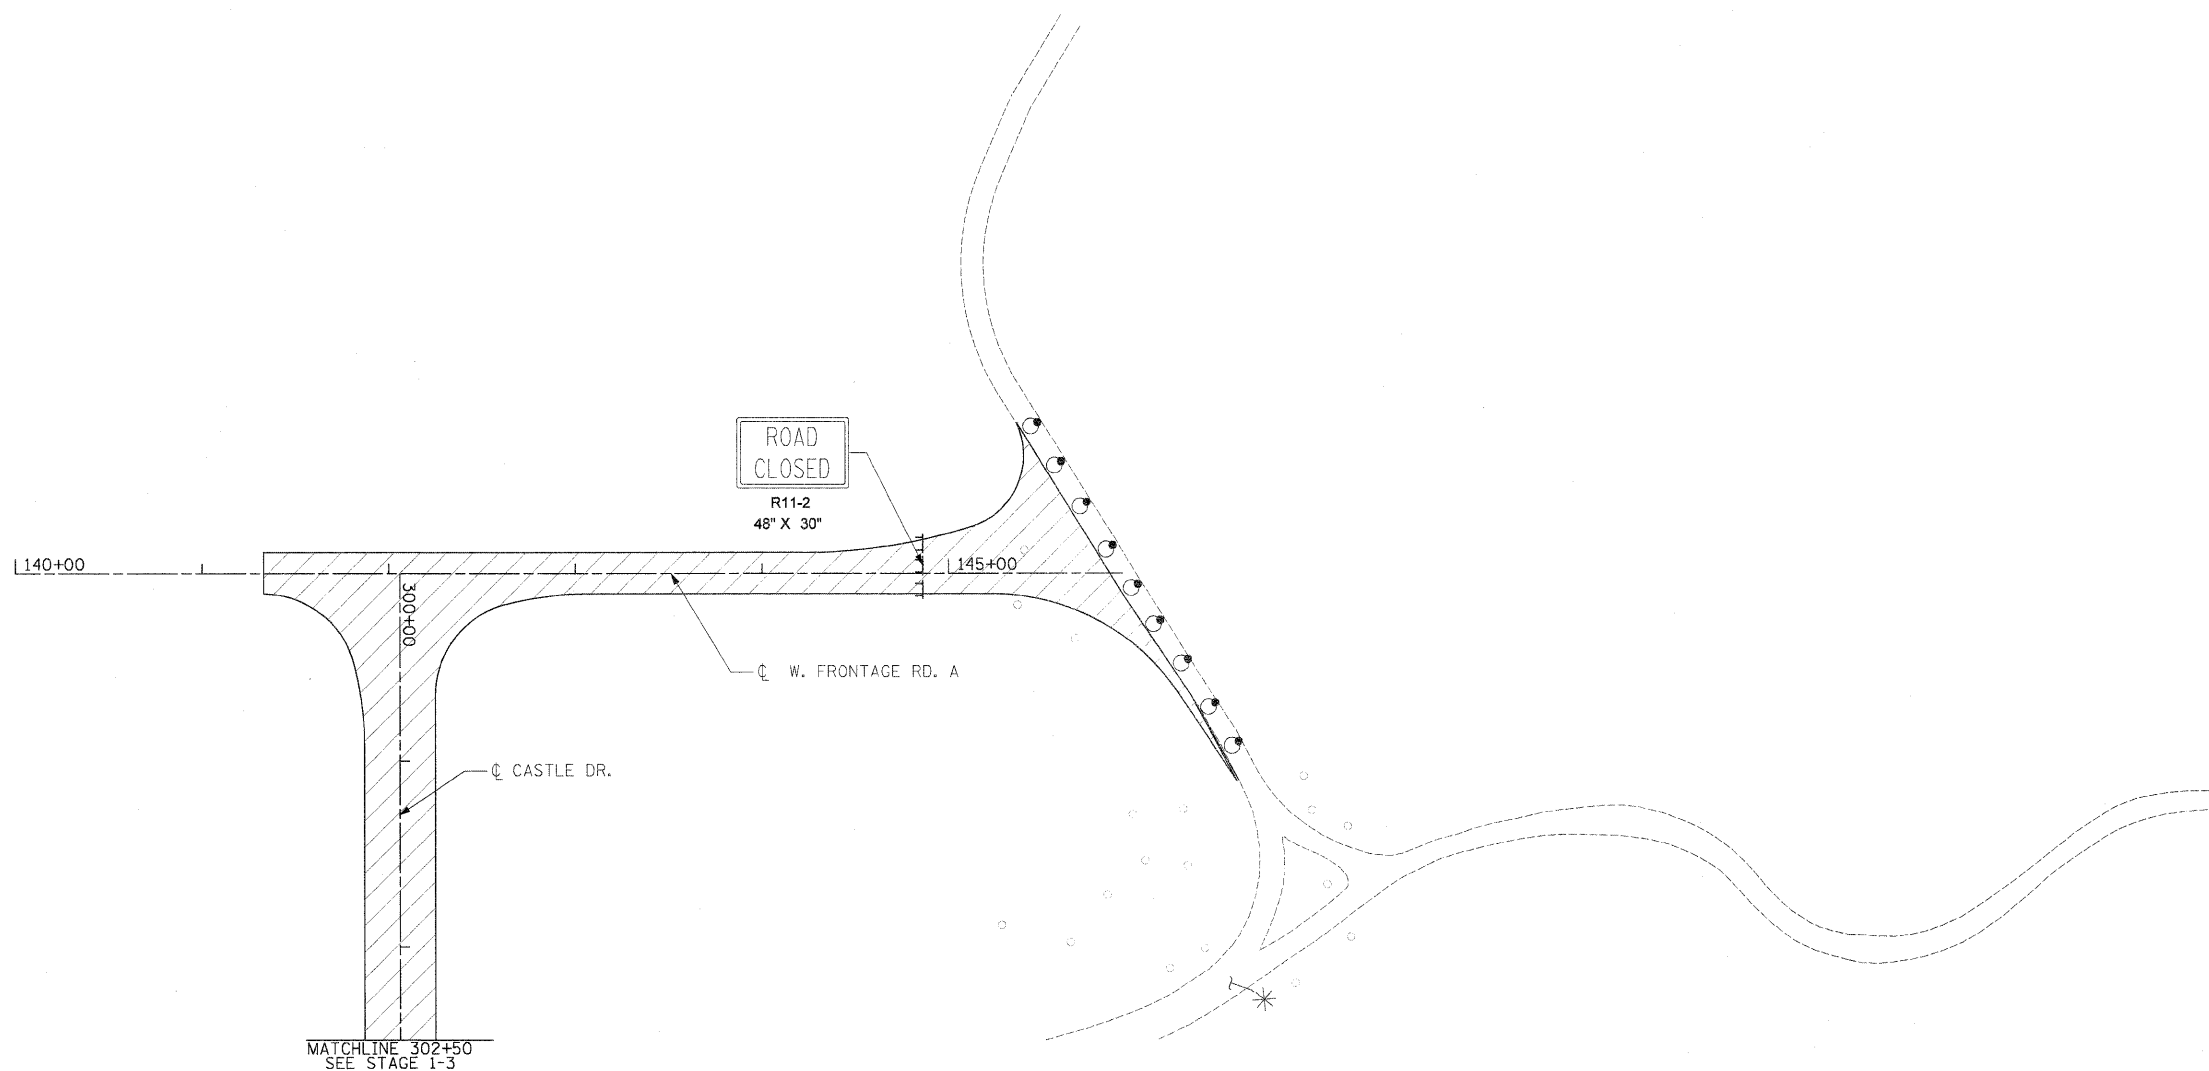 ROAD
CLOSED
R11-2
48" X 30"
140+00
145+00
300+00
℄ W. FRONTAGE RD. A
℄ CASTLE DR.
MATCHLINE 302+50
SEE STAGE 1-3